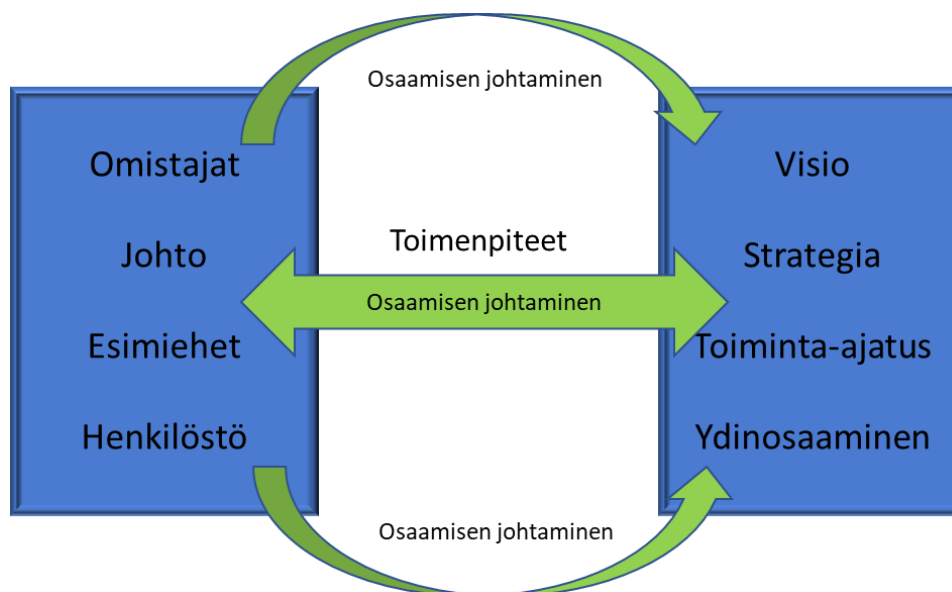 Osaamisen johtaminen
Omistajat
Johto
Esimiehet
Henkilöstö
Toimenpiteet
Osaamisen johtaminen
Visio
Strategia
Toiminta-ajatus
Ydinosaaminen
Osaamisen johtaminen